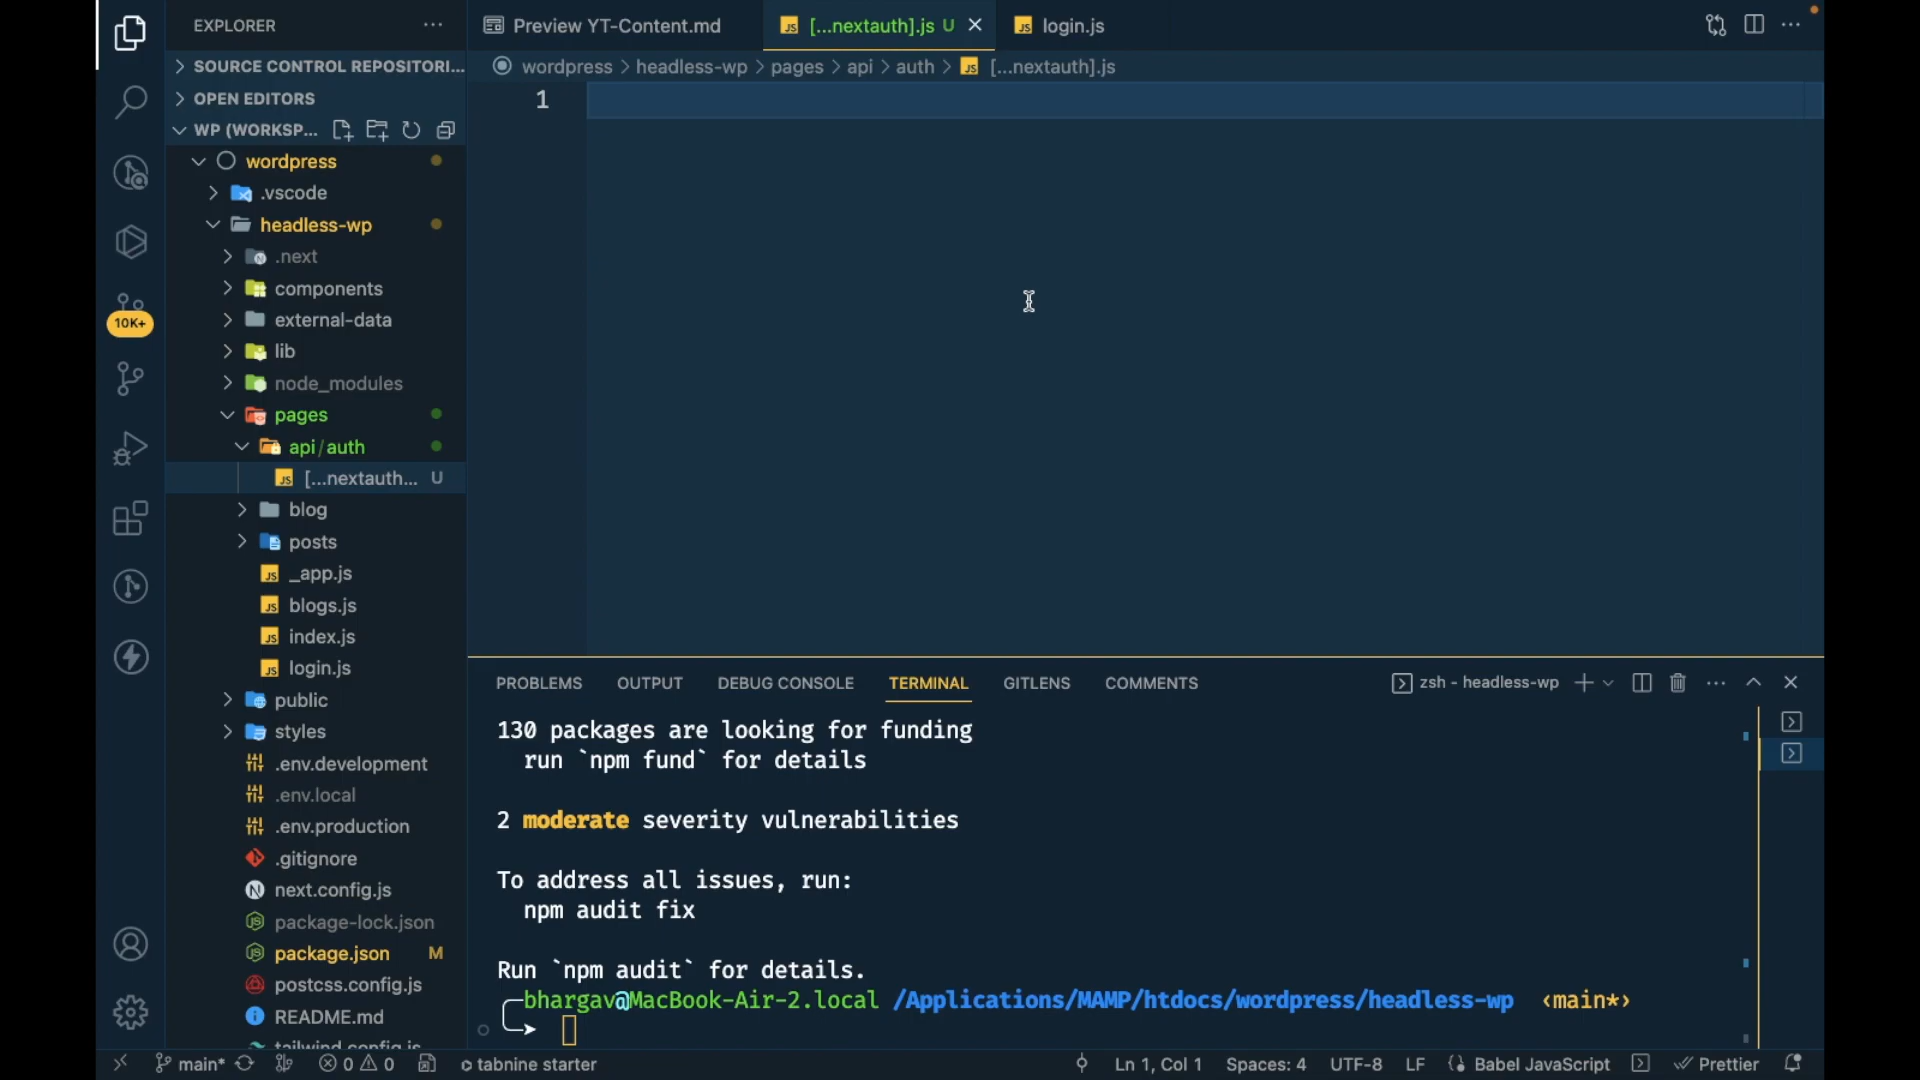 EXPLORER
SOURCE CONTROL REPOSITORI...
OPEN EDITORS
WP (WORKSP...
wordpress
.vscode
headless-wp
.next
components
external-data
lib
node_modules
pages
api/auth
[...nextauth... U
blog
posts
_app.js
blogs.js
index.js
login.js
public
styles
.env.development
.env.local
.env.production
.gitignore
next.config.js
package-lock.json
package.json M
postcss.config.js
README.md
tailwind.config.js
10K+
Preview YT-Content.md
[...nextauth].js U
login.js
wordpress > headless-wp > pages > api > auth > JS [...nextauth].js
1
PROBLEMS OUTPUT DEBUG CONSOLE TERMINAL GITLENS COMMENTS
zsh - headless-wp
130 packages are looking for funding
run `npm fund` for details
2 moderate severity vulnerabilities
To address all issues, run:
npm audit fix
Run `npm audit` for details.
bhargav@MacBook-Air-2.local /Applications/MAMP/htdocs/wordpress/headless-wp ‹main*›
main* 0 0 tabnine starter Ln 1, Col 1 Spaces: 4 UTF-8 LF Babel JavaScript Prettier